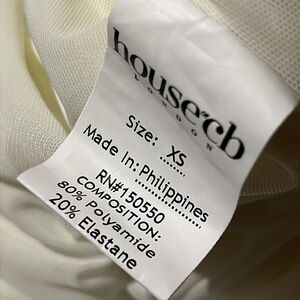 house of cb
LONDON
Size: XS
Made In: Philippines
RN#150550
COMPOSITION:
80% Polyamide
20% Elastane